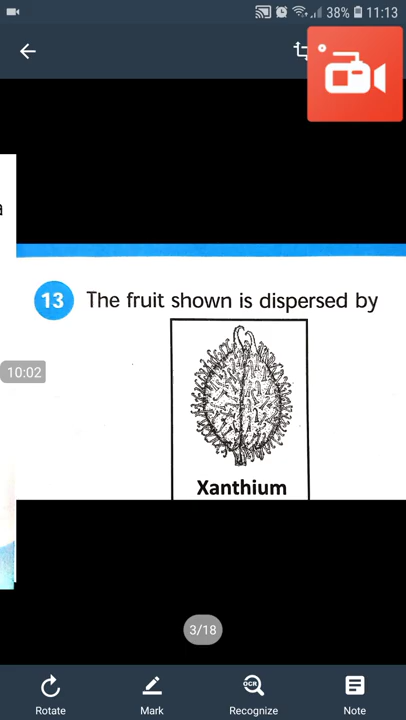 38% 11:13
a
13 The fruit shown is dispersed by
10:02
Xanthium
3/18
OCR
Rotate Mark Recognize Note